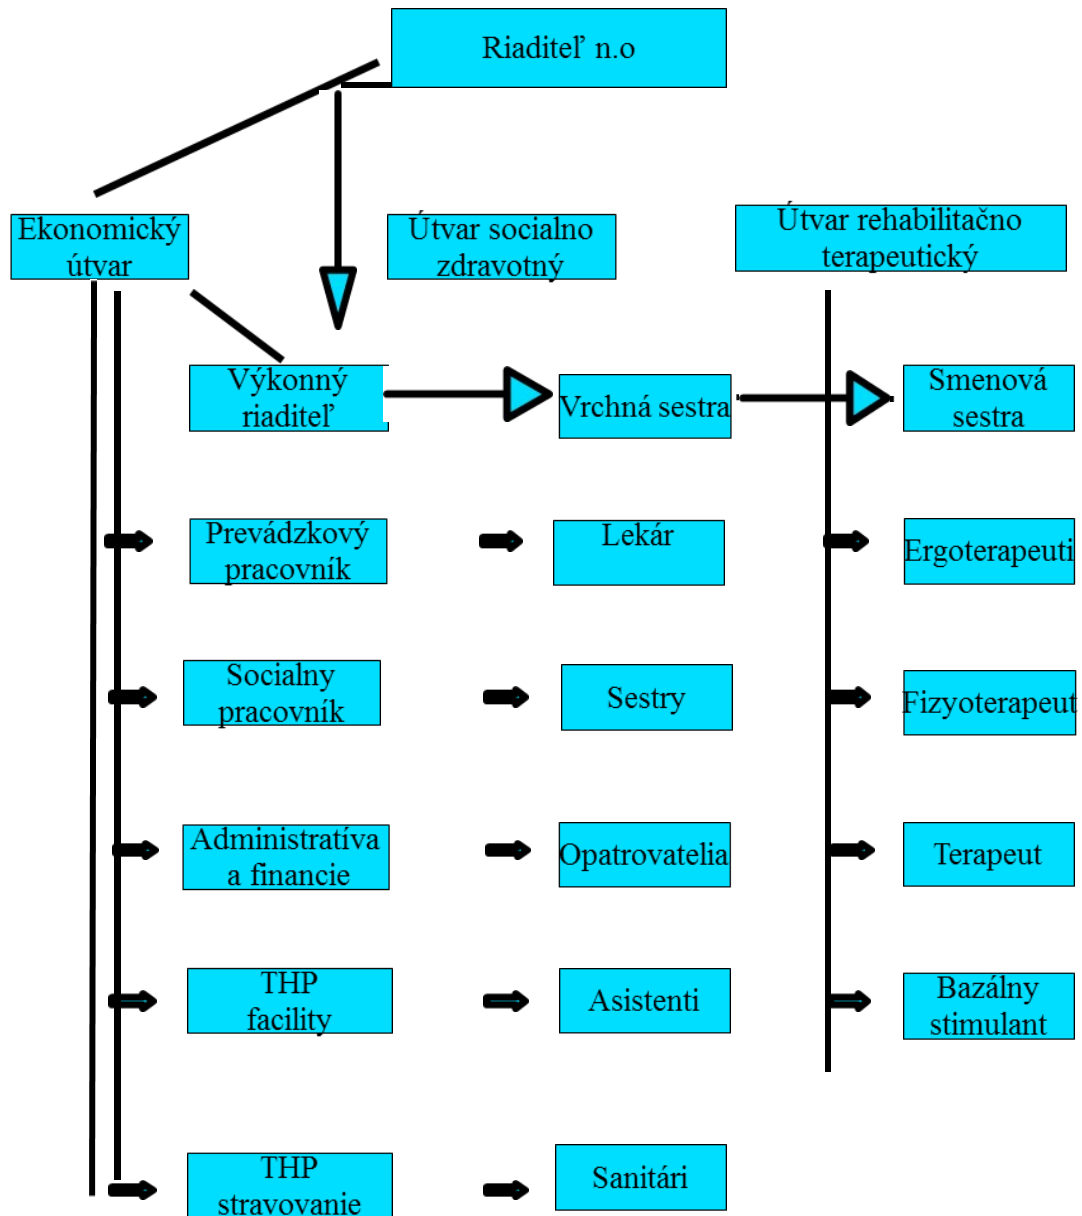 Riaditeľ n.o
Ekonomický
útvar
Útvar socialno
zdravotný
Útvar rehabilitačno
terapeutický
Výkonný
riaditeľ
Vrchná sestra
Smenová
sestra
Prevádzkový
pracovník
Lekár
Ergoterapeuti
Socialny
pracovník
Sestry
Fizyoterapeut
Administratíva
a financie
Opatrovatelia
Terapeut
THP
facility
Asistenti
Bazálny
stimulant
THP
stravovanie
Sanitári